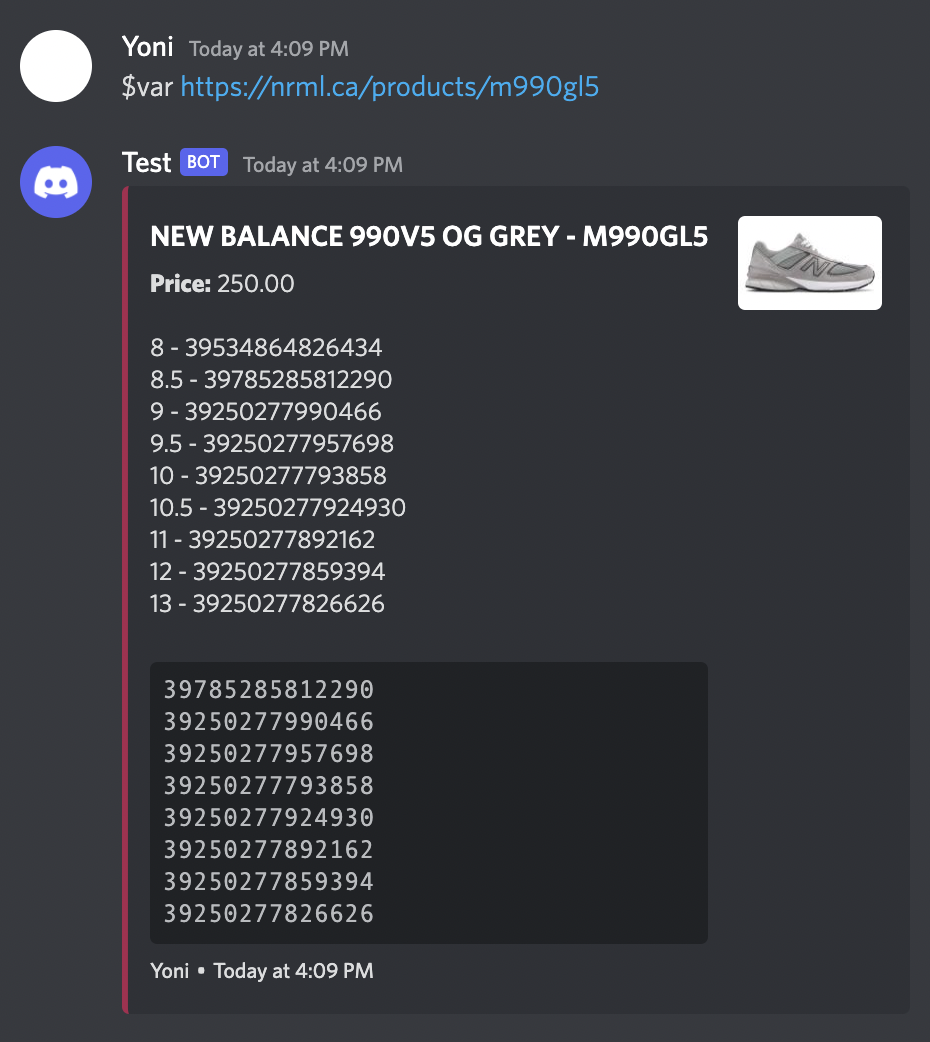 Yoni Today at 4:09 PM
$var https://nrml.ca/products/m990gl5
Test BOT Today at 4:09 PM
NEW BALANCE 990V5 OG GREY - M990GL5
Price: 250.00
8 - 39534864826434
8.5 - 39785285812290
9 - 39250277990466
9.5 - 39250277957698
10 - 39250277793858
10.5 - 39250277924930
11 - 39250277892162
12 - 39250277859394
13 - 39250277826626
39785285812290
39250277990466
39250277957698
39250277793858
39250277924930
39250277892162
39250277859394
39250277826626
Yoni • Today at 4:09 PM